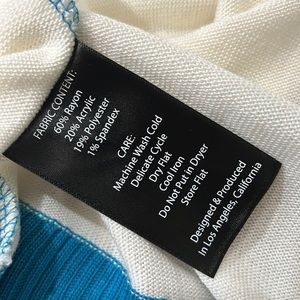 FABRIC CONTENT:
60% Rayon
20% Acrylic
19% Polyester
1% Spandex
CARE:
Machine Wash Cold
Delicate Cycle
Dry Flat
Cool Iron
Do Not Put in Dryer
Store Flat
Designed & Produced
In Los Angeles, California